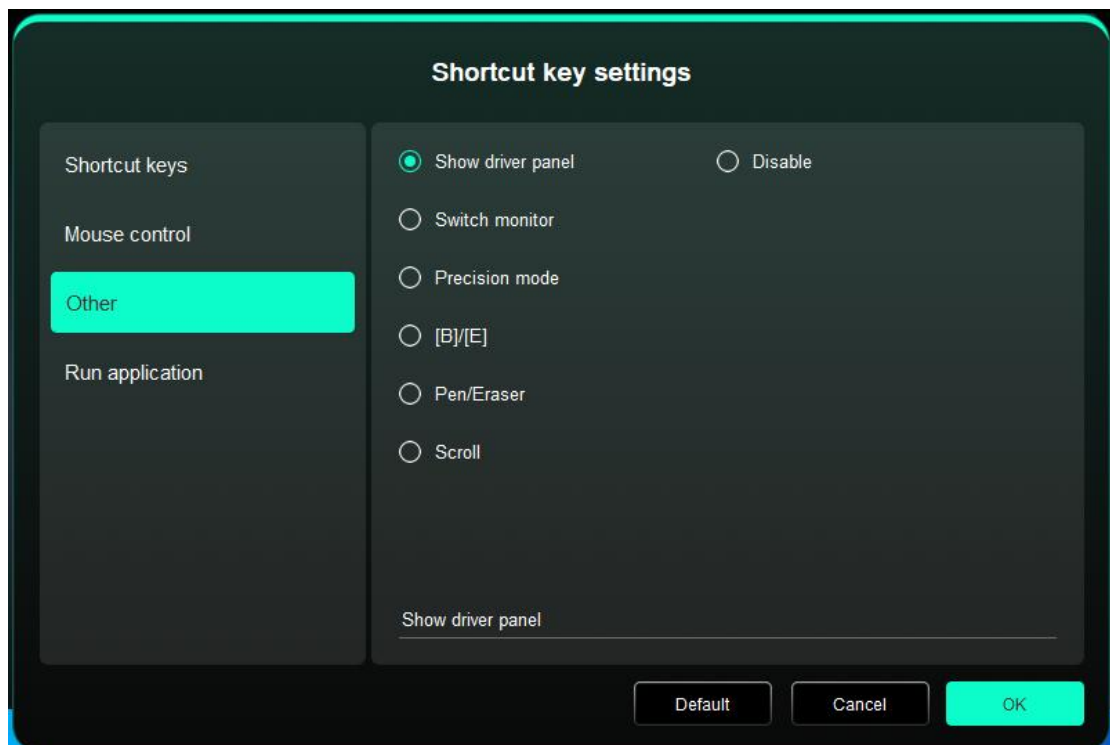 Shortcut key settings
Shortcut keys
Mouse control
Other
Run application
Show driver panel
Disable
Switch monitor
Precision mode
[B]/[E]
Pen/Eraser
Scroll
Show driver panel
Default
Cancel
OK